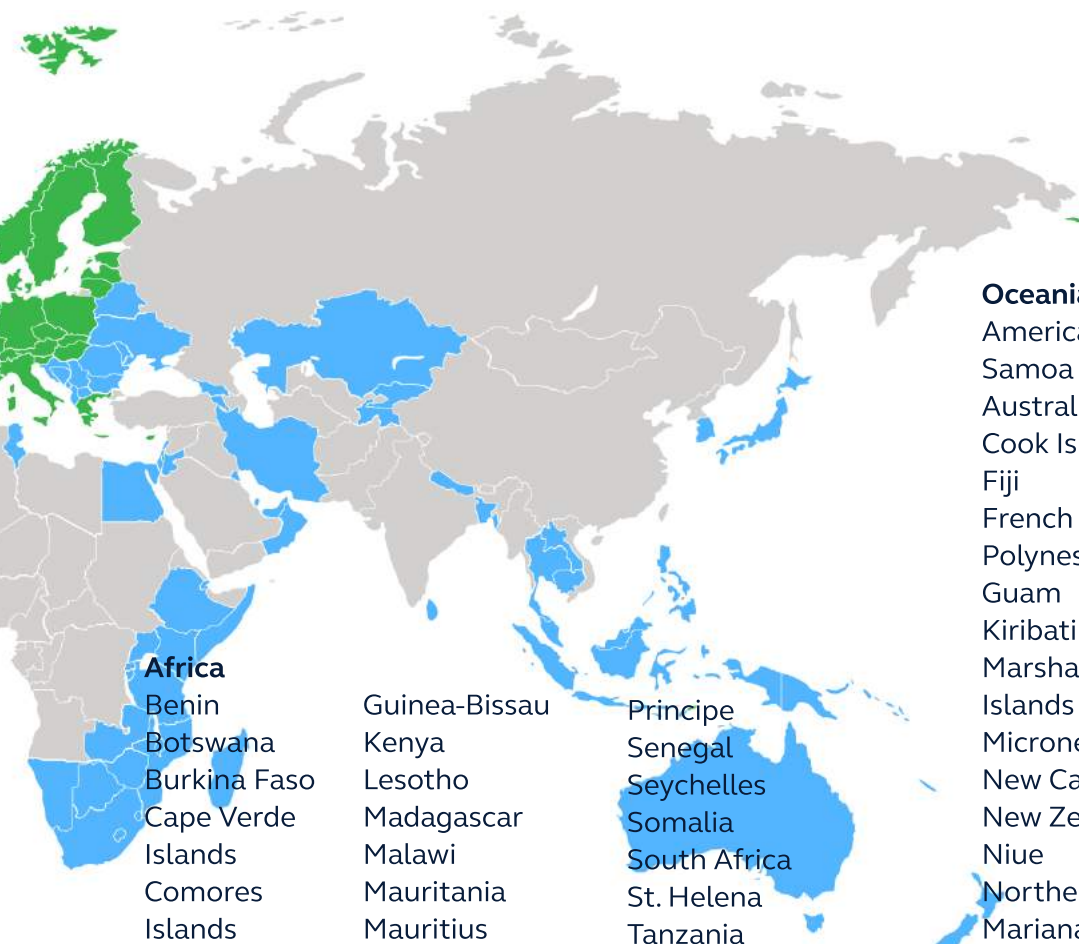 Africa
Benin
Botswana
Burkina Faso
Cape Verde
Islands
Comores
Islands
Guinea-Bissau
Kenya
Lesotho
Madagascar
Malawi
Mauritania
Mauritius
Principe
Senegal
Seychelles
Somalia
South Africa
St. Helena
Tanzania
Oceania
America
Samoa
Austral
Cook Is
Fiji
French
Polynes
Guam
Kiribati
Marsha
Islands
Microne
New Ca
New Ze
Niue
Northe
Mariana